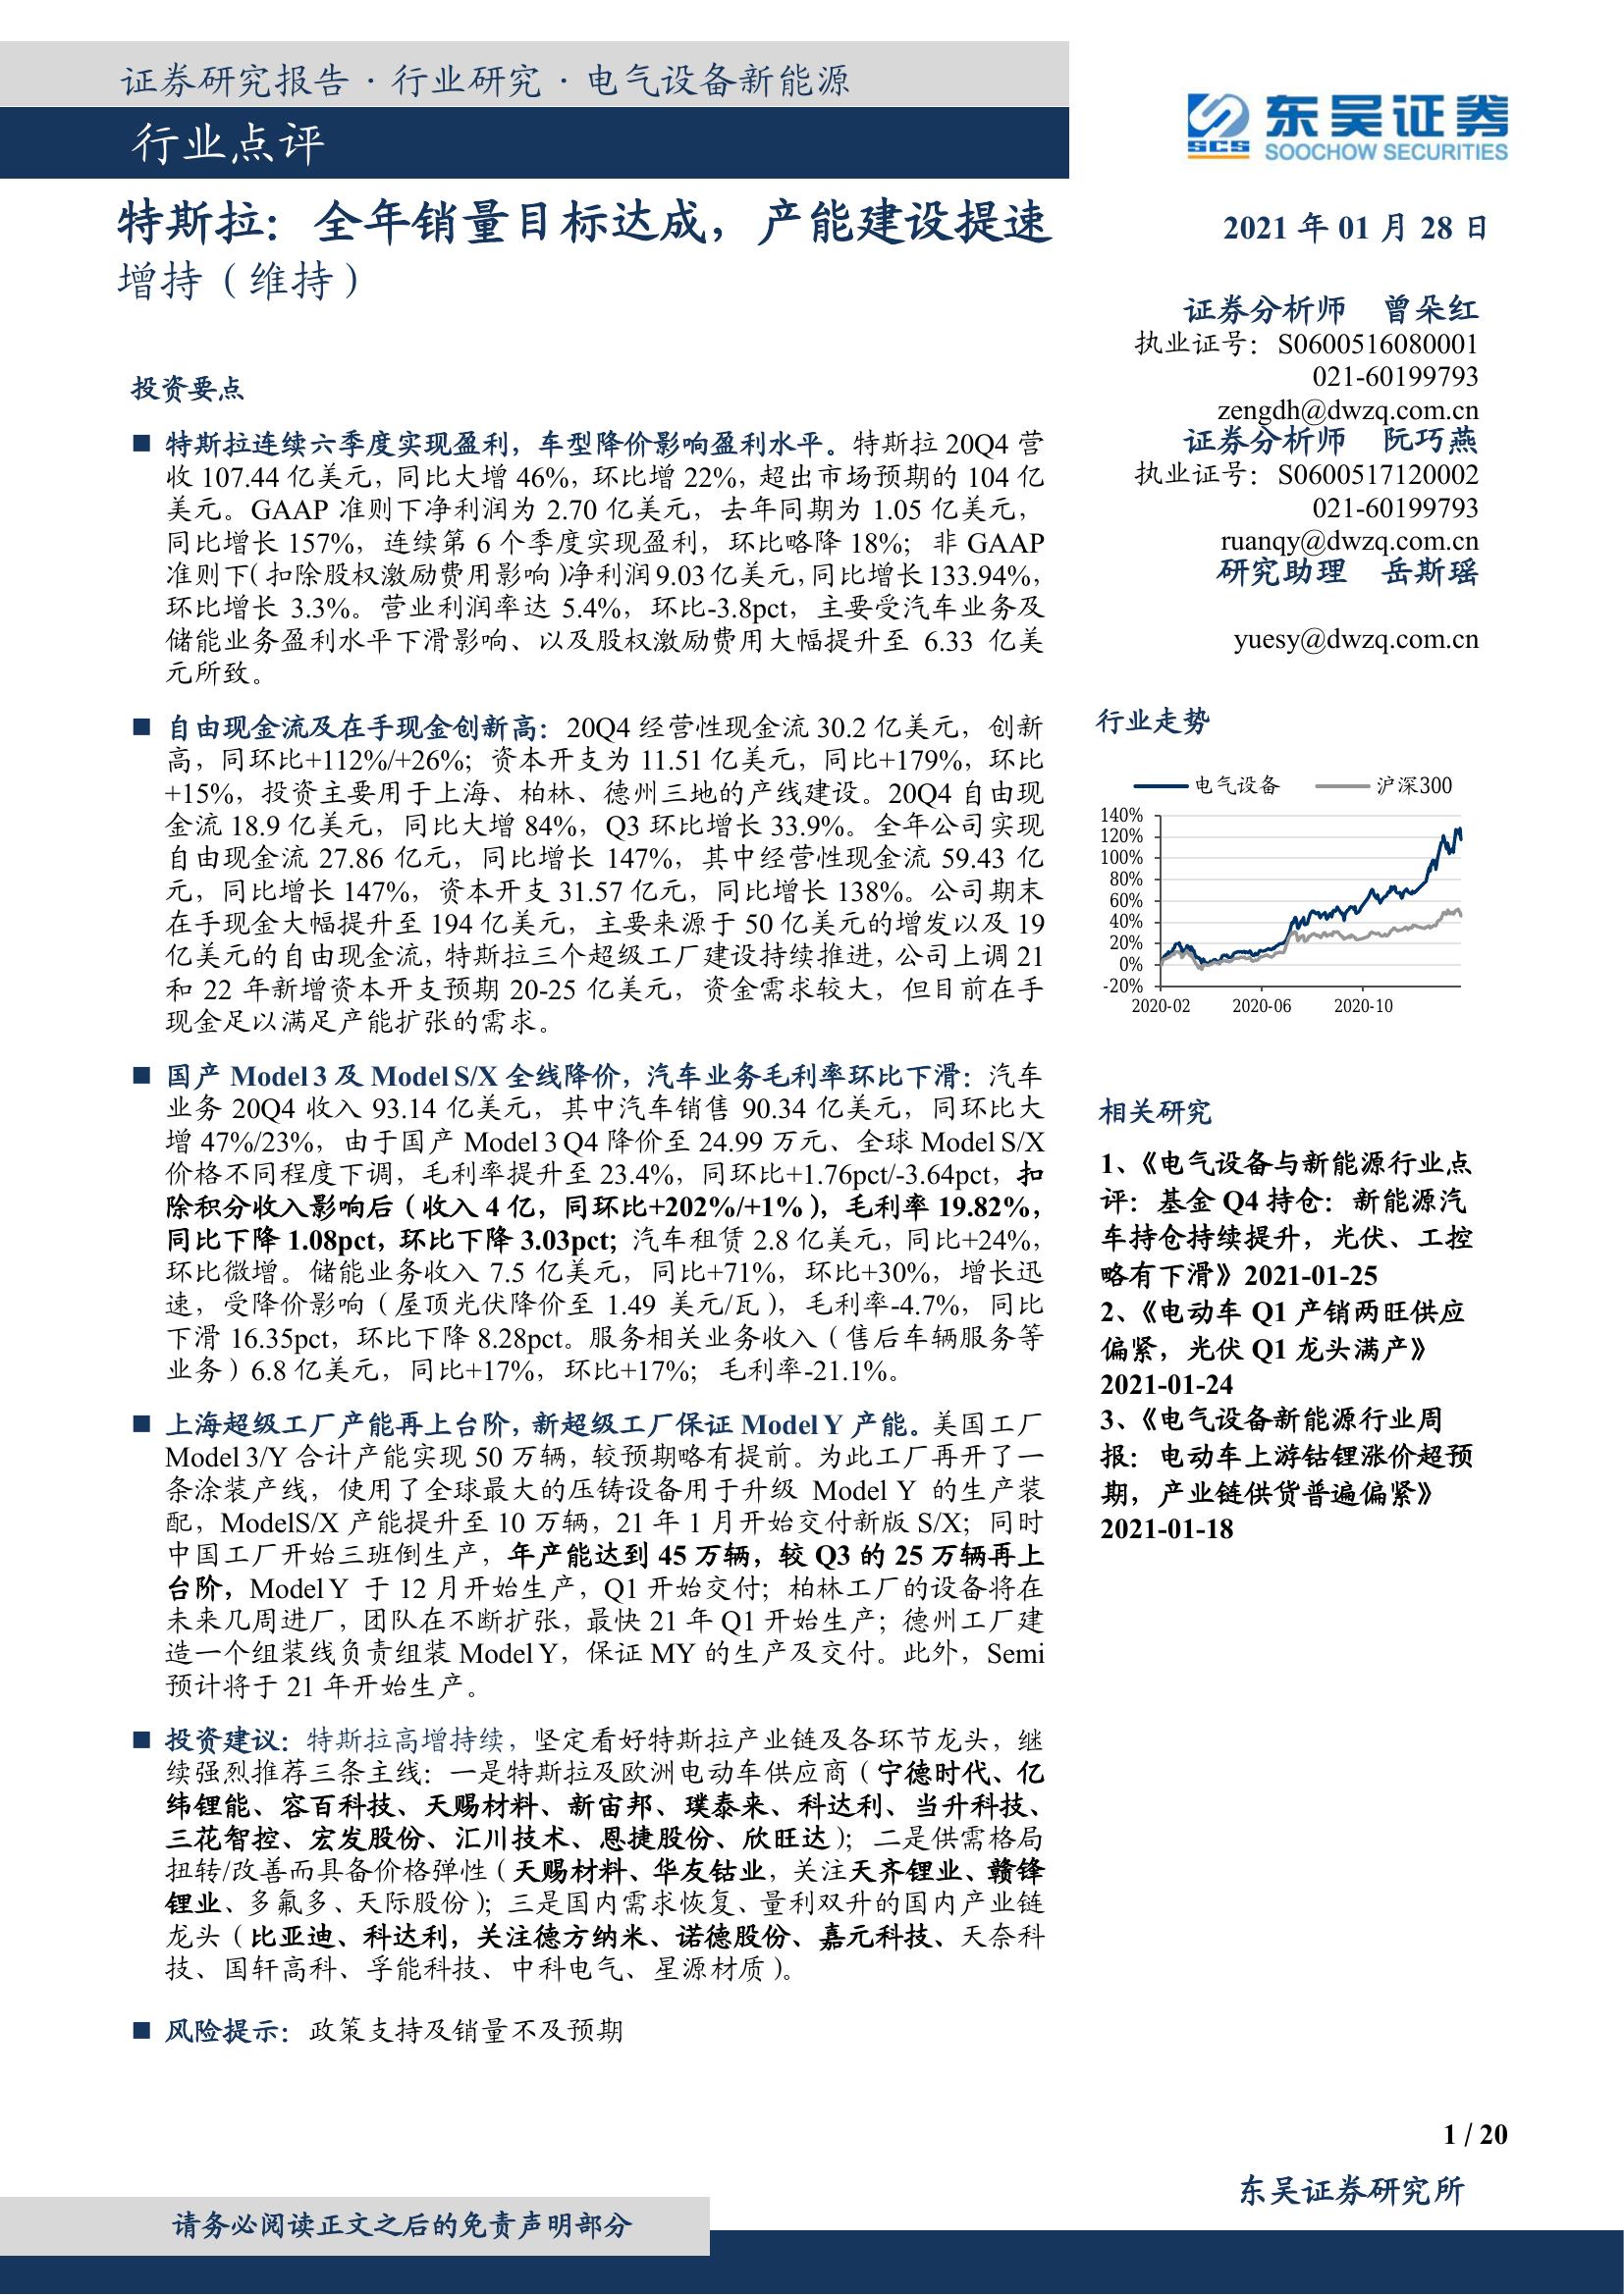 证券研究报告·行业研究·电气设备新能源
行业点评
东吴证券
SCS
SOOCHOW SECURITIES
特斯拉：全年销量目标达成，产能建设提速
增持（维持）
2021年01月28日
证券分析师 曾朵红
执业证号：S0600516080001
021-60199793
zengdh@dwzq.com.cn
证券分析师 阮巧燕
执业证号：S0600517120002
021-60199793
ruanqy@dwzq.com.cn
研究助理 岳斯瑶
yuesy@dwzq.com.cn
投资要点
■ 特斯拉连续六季度实现盈利，车型降价影响盈利水平。特斯拉 20Q4 营
收 107.44 亿美元，同比大增 46%，环比增 22%，超出市场预期的 104 亿
美元。GAAP 准则下净利润为 2.70 亿美元，去年同期为 1.05 亿美元，
同比增长 157%，连续第 6 个季度实现盈利，环比略降 18%；非 GAAP
准则下（扣除股权激励费用影响）净利润 9.03 亿美元，同比增长 133.94%，
环比增长 3.3%。营业利润率达 5.4%，环比-3.8pct，主要受汽车业务及
储能业务盈利水平下滑影响、以及股权激励费用大幅提升至 6.33 亿美
元所致。
■ 自由现金流及在手现金创新高：20Q4 经营性现金流 30.2 亿美元，创新
高，同环比+112%/+26%；资本开支为 11.51 亿美元，同比+179%，环比
+15%，投资主要用于上海、柏林、德州三地的产线建设。20Q4 自由现
金流 18.9 亿美元，同比大增 84%，Q3 环比增长 33.9%。全年公司实现
自由现金流 27.86 亿元，同比增长 147%，其中经营性现金流 59.43 亿
元，同比增长 147%，资本开支 31.57 亿元，同比增长 138%。公司期末
在手现金大幅提升至 194 亿美元，主要来源于 50 亿美元的增发以及 19
亿美元的自由现金流，特斯拉三个超级工厂建设持续推进，公司上调 21
和 22 年新增资本开支预期 20-25 亿美元，资金需求较大，但目前在手
现金足以满足产能扩张的需求。
■ 国产 Model 3 及 Model S/X 全线降价，汽车业务毛利率环比下滑：汽车
业务 20Q4 收入 93.14 亿美元，其中汽车销售 90.34 亿美元，同环比大
增 47%/23%，由于国产 Model 3 Q4 降价至 24.99 万元、全球 Model S/X
价格不同程度下调，毛利率提升至 23.4%，同环比+1.76pct/-3.64pct，扣
除积分收入影响后（收入 4 亿，同环比+202%/+1%），毛利率 19.82%，
同比下降 1.08pct，环比下降 3.03pct；汽车租赁 2.8 亿美元，同比+24%，
环比微增。储能业务收入 7.5 亿美元，同比+71%，环比+30%，增长迅
速，受降价影响（屋顶光伏降价至 1.49 美元/瓦），毛利率-4.7%，同比
下滑 16.35pct，环比下降 8.28pct。服务相关业务收入（售后车辆服务等
业务）6.8 亿美元，同比+17%，环比+17%；毛利率-21.1%。
■ 上海超级工厂产能再上台阶，新超级工厂保证 Model Y 产能。美国工厂
Model 3/Y 合计产能实现 50 万辆，较预期略有提前。为此工厂再开了一
条涂装产线，使用了全球最大的压铸设备用于升级 Model Y 的生产装
配，ModelS/X 产能提升至 10 万辆，21 年 1 月开始交付新版 S/X；同时
中国工厂开始三班倒生产，年产能达到 45 万辆，较 Q3 的 25 万辆再上
台阶，Model Y 于 12 月开始生产，Q1 开始交付；柏林工厂的设备将在
未来几周进厂，团队在不断扩张，最快 21 年 Q1 开始生产；德州工厂建
造一个组装线负责组装 Model Y，保证 MY 的生产及交付。此外，Semi
预计将于 21 年开始生产。
■ 投资建议：特斯拉高增持续，坚定看好特斯拉产业链及各环节龙头，继
续强烈推荐三条主线：一是特斯拉及欧洲电动车供应商（宁德时代、亿
纬锂能、容百科技、天赐材料、新宙邦、璞泰来、科达利、当升科技、
三花智控、宏发股份、汇川技术、恩捷股份、欣旺达）；二是供需格局
扭转/改善而具备价格弹性（天赐材料、华友钴业，关注天齐锂业、赣锋
锂业、多氟多、天际股份）；三是国内需求恢复、量利双升的国内产业链
龙头（比亚迪、科达利，关注德方纳米、诺德股份、嘉元科技、天奈科
技、国轩高科、孚能科技、中科电气、星源材质）。
■ 风险提示：政策支持及销量不及预期
行业走势
电气设备 沪深300
140%
120%
100%
80%
60%
40%
20%
0%
-20%
2020-02 2020-06 2020-10
相关研究
1、《电气设备与新能源行业点
评：基金 Q4 持仓：新能源汽
车持仓持续提升，光伏、工控
略有下滑》2021-01-25
2、《电动车 Q1 产销两旺供应
偏紧，光伏 Q1 龙头满产》
2021-01-24
3、《电气设备新能源行业周
报：电动车上游钴锂涨价超预
期，产业链供货普遍偏紧》
2021-01-18
1 / 20
东吴证券研究所
请务必阅读正文之后的免责声明部分